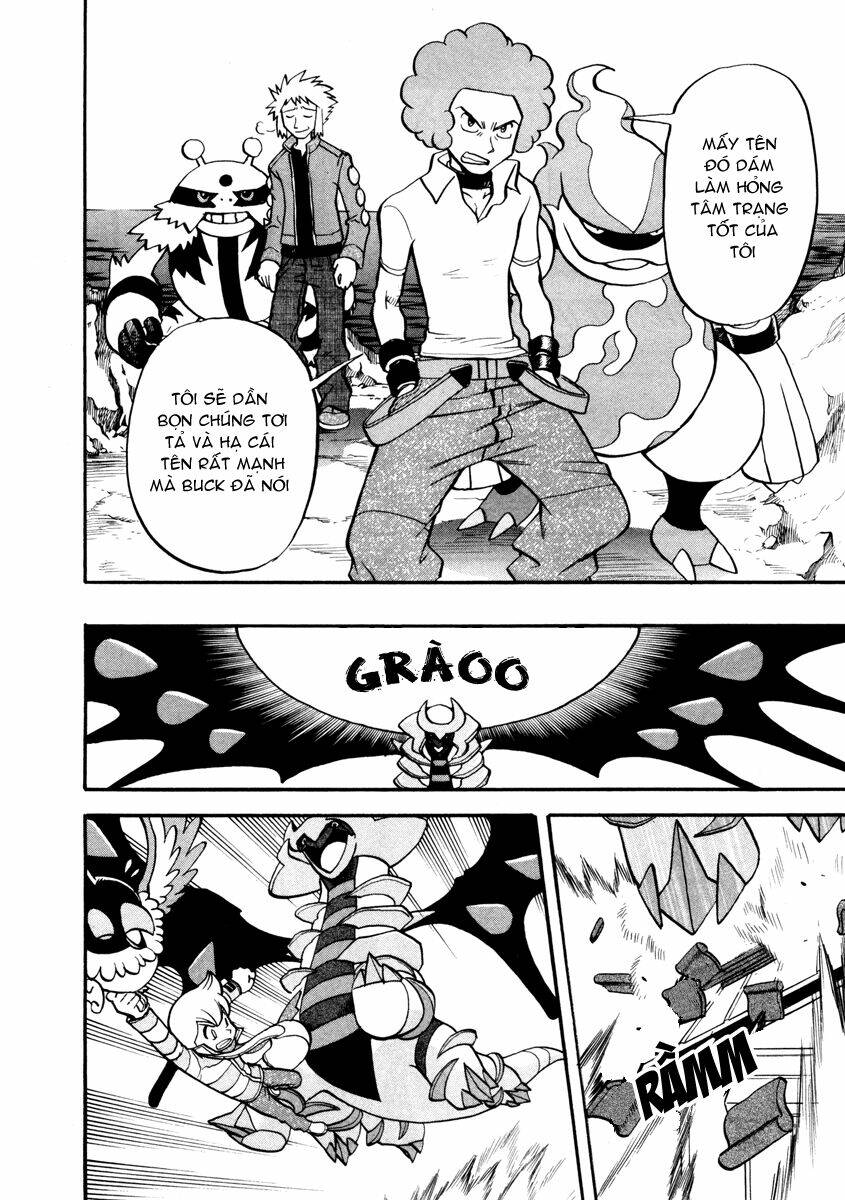 MẤY TÊN
ĐÓ DÁM
LÀM HỎNG
TÂM TRẠNG
TỐT CỦA
TÔI
TÔI SẼ DẦN
BỌN CHÚNG TƠI
TẢ VÀ HẠ CÁI
TÊN RẤT MẠNH
MÀ BUCK ĐÃ NÓI
GRÀOO
RẦMM